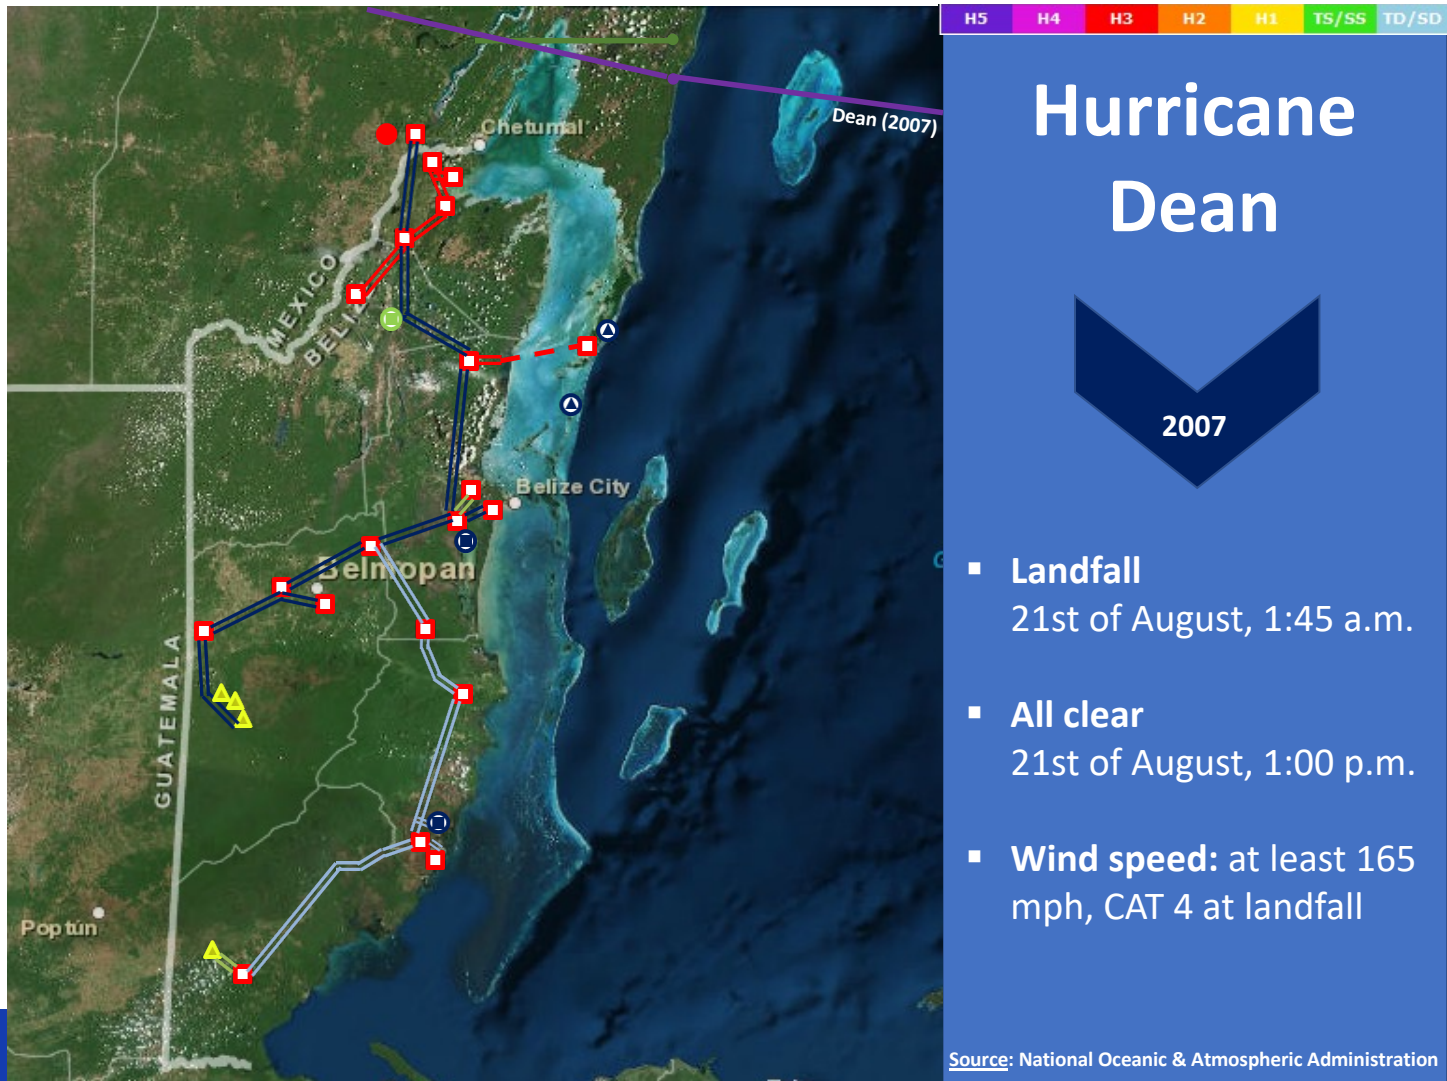 H5 H4 H3 H2 H1 TS/SS TD/SD
Hurricane
Dean
2007
▪ Landfall
21st of August, 1:45 a.m.
▪ All clear
21st of August, 1:00 p.m.
▪ Wind speed: at least 165
mph, CAT 4 at landfall
Source: National Oceanic & Atmospheric Administration
Dean (2007)
Chetumal
MEXICO
Belize City
Belmopan
GUATEMALA
Poptún